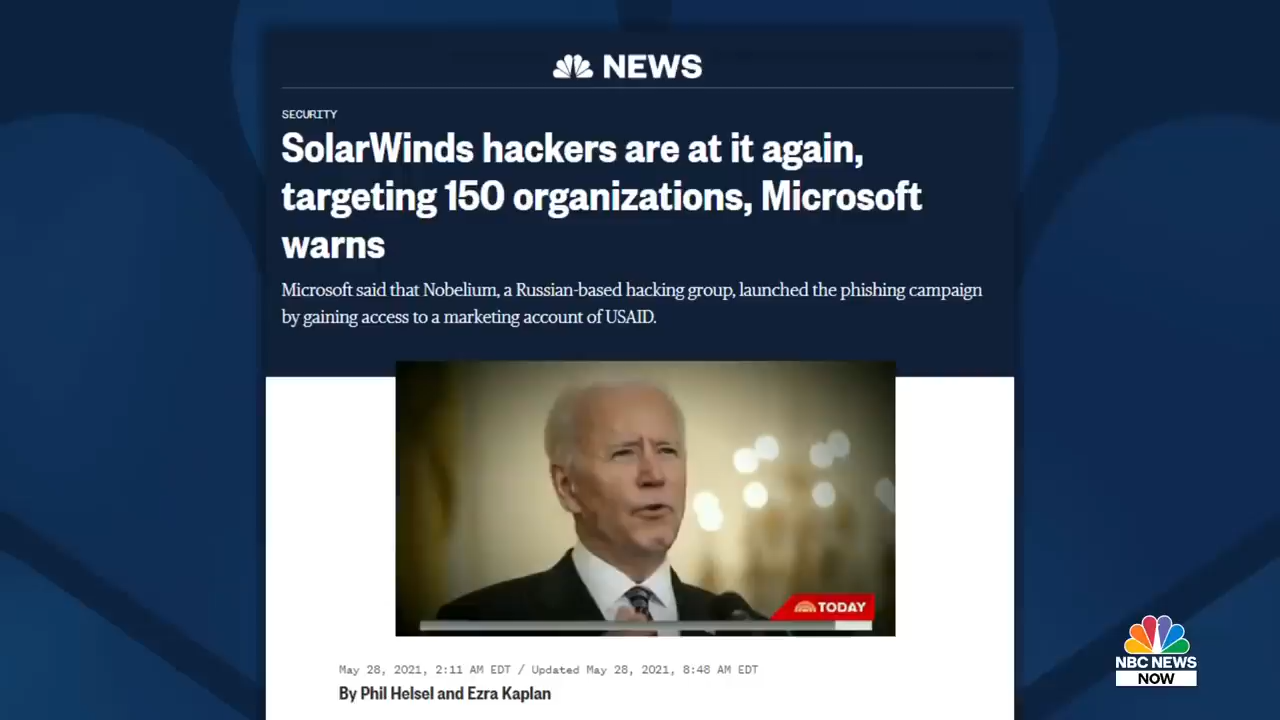 NEWS
SECURITY
SolarWinds hackers are at it again,
targeting 150 organizations, Microsoft
warns
Microsoft said that Nobelium, a Russian-based hacking group, launched the phishing campaign
by gaining access to a marketing account of USAID.
TODAY
May 28, 2021, 2:11 AM EDT / Updated May 28, 2021, 8:48 AM EDT
By Phil Helsel and Ezra Kaplan
NBC NEWS
NOW